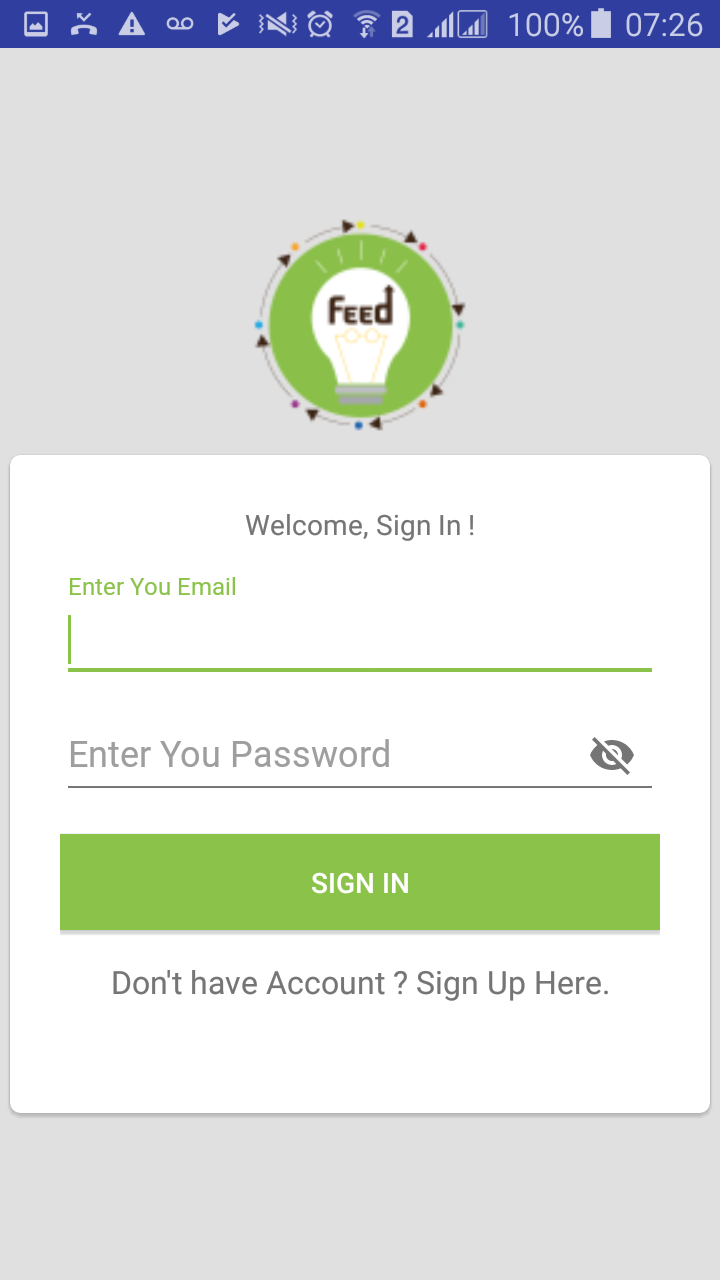 2 100% 07:26
FEED
Welcome, Sign In !
Enter You Email
Enter You Password
SIGN IN
Don't have Account ? Sign Up Here.